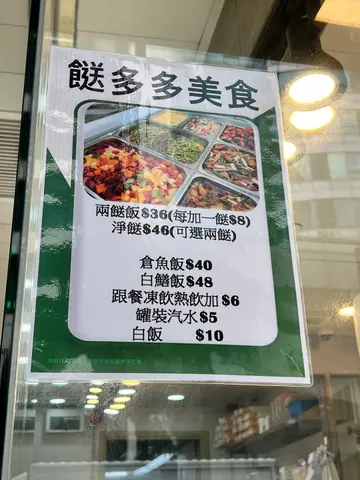 餸多多美食
兩餸飯$36(每加一餸$8)
淨餸$46(可選兩餸)
倉魚飯$40
白鱔飯$48
跟餐凍飲熱飲加 $6
罐裝汽水$5
白飯 $10